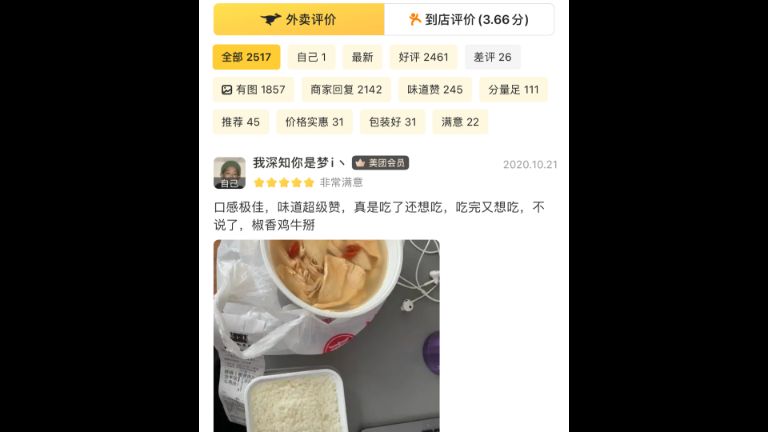 外卖评价
到店评价 (3.66分)
全部 2517
自己 1
最新
好评 2461
差评 26
有图 1857
商家回复 2142
味道赞 245
分量足 111
推荐 45
价格实惠 31
包装好 31
满意 22
我深知你是梦i丶
美团会员
2020.10.21
自己
非常满意
口感极佳，味道超级赞，真是吃了还想吃，吃完又想吃，不
说了，椒香鸡牛掰